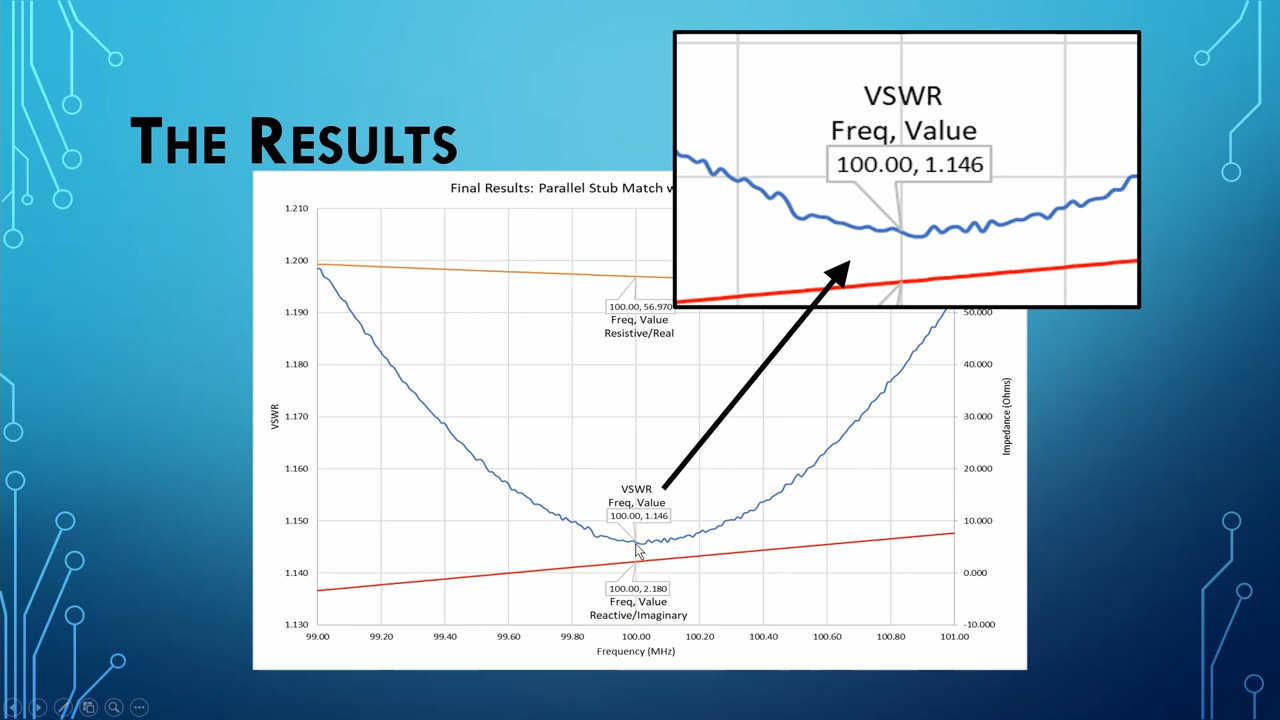 THE RESULTS
VSWR
Freq, Value
100.00, 1.146
Final Results: Parallel Stub Match
1.210
1.200
1.190
1.180
1.170
1.160
1.150
1.140
1.130
VSWR
100.00, 56.970
Freq, Value
Resistive/Real
VSWR
Freq, Value
100.00, 1.146
100.00, 2.180
Freq, Value
Reactive/Imaginary
50.000
40.000
30.000
20.000
10.000
0.000
-10.000
Impedance (Ohms)
99.00 99.20 99.40 99.60 99.80 100.00 100.20 100.40 100.60 100.80 101.00
Frequency (MHz)